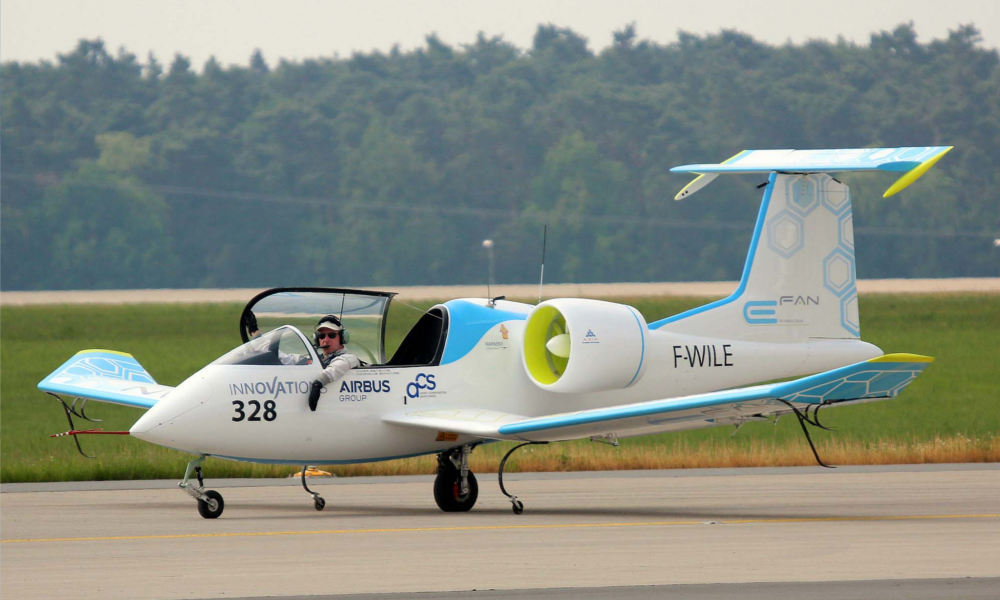 INNOVATIONS
328
AIRBUS
GROUP
aCS
E FAN
F-WILE